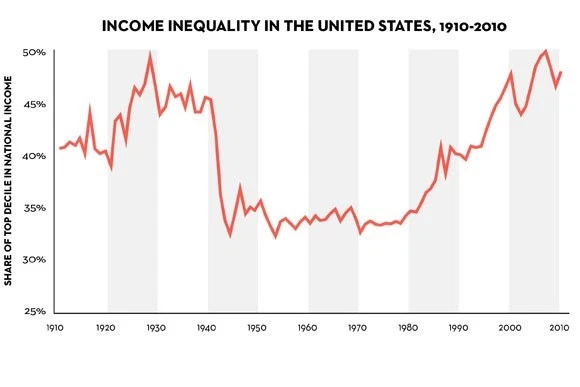 INCOME INEQUALITY IN THE UNITED STATES, 1910-2010
SHARE OF TOP DECILE IN NATIONAL INCOME
50%
45%
40%
35%
30%
25%
1910 1920 1930 1940 1950 1960 1970 1980 1990 2000 2010